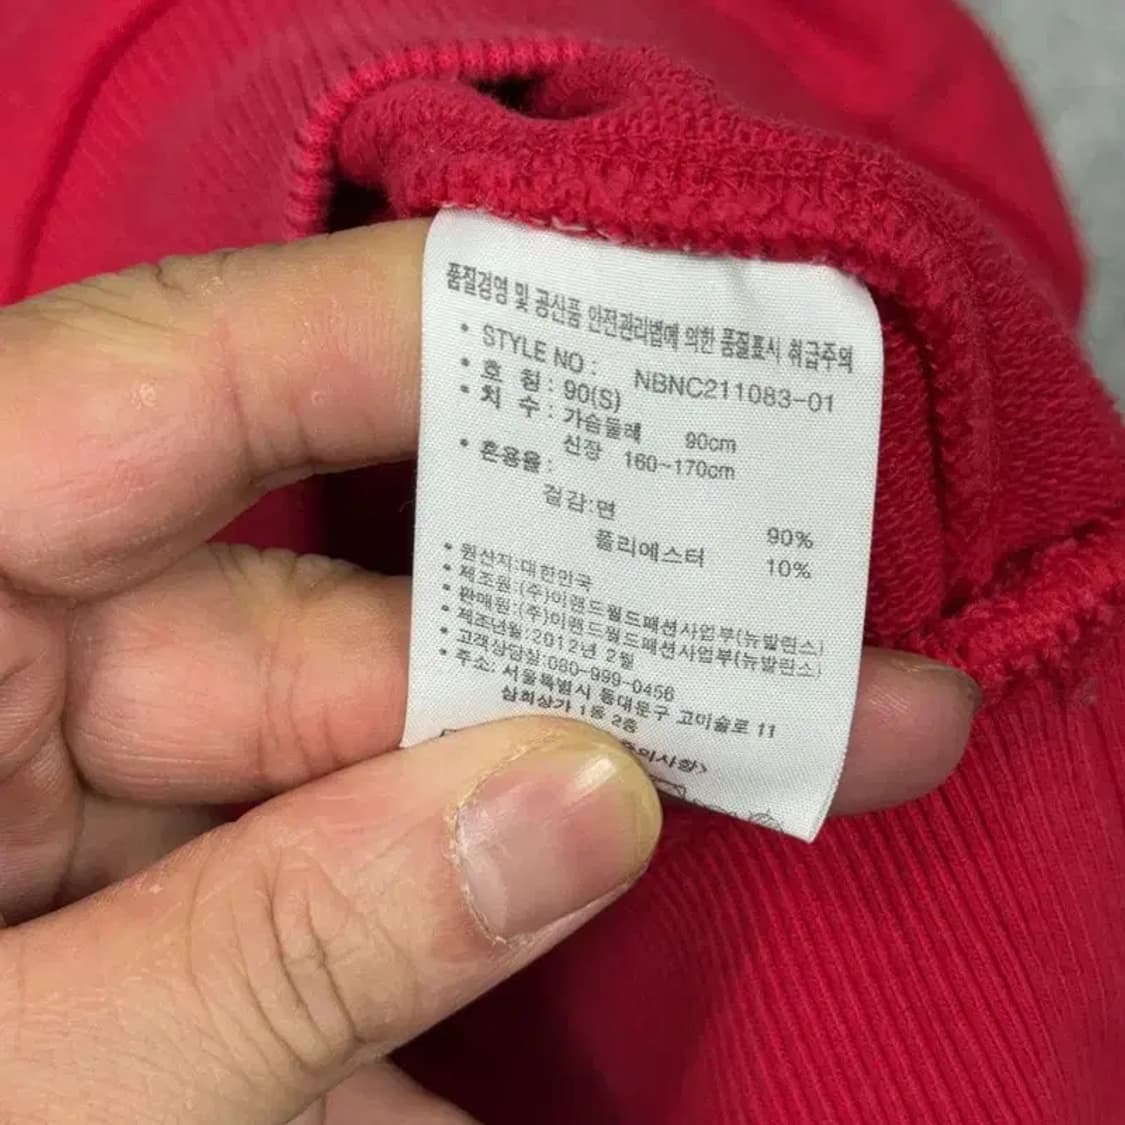 품질경영 및 공산품 안전관리법에 의한 품질표시 취급주의
• STYLE NO : NBNC211083-01
• 호 칭 : 90(S)
• 치 수 : 가슴둘레 90cm
신장 160~170cm
• 혼용율 :
겉감:면 90%
폴리에스터 10%
• 원산지:대한민국
• 제조원:(주)이랜드월드패션사업부(뉴발란스)
• 판매원:(주)이랜드월드패션사업부(뉴발란스)
• 제조년월:2012년 2월
• 고객상담실:080-999-0456
• 주소: 서울특별시 동대문구 고미술로 11
삼희상가 1동 2층
의사항>